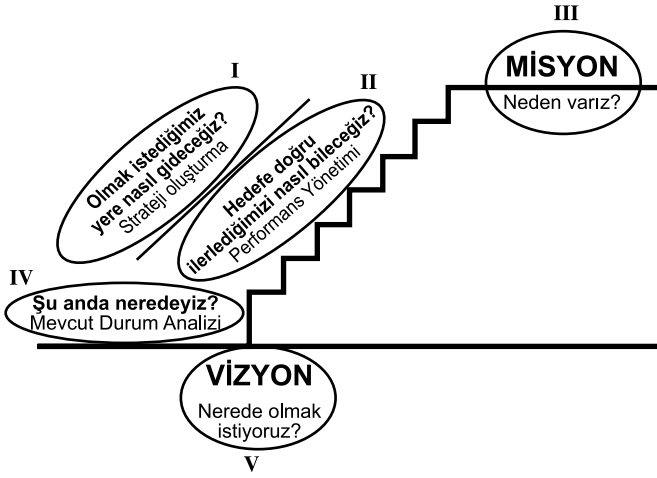 III
MİSYON
Neden varız?
I
Olmak istediğimiz
yere nasıl gideceğiz?
Strateji oluşturma
II
Hedefe doğru
ilerlediğimizi nasıl bileceğiz?
Performans Yönetimi
IV
Şu anda neredeyiz?
Mevcut Durum Analizi
VİZYON
Nerede olmak
istiyoruz?
V